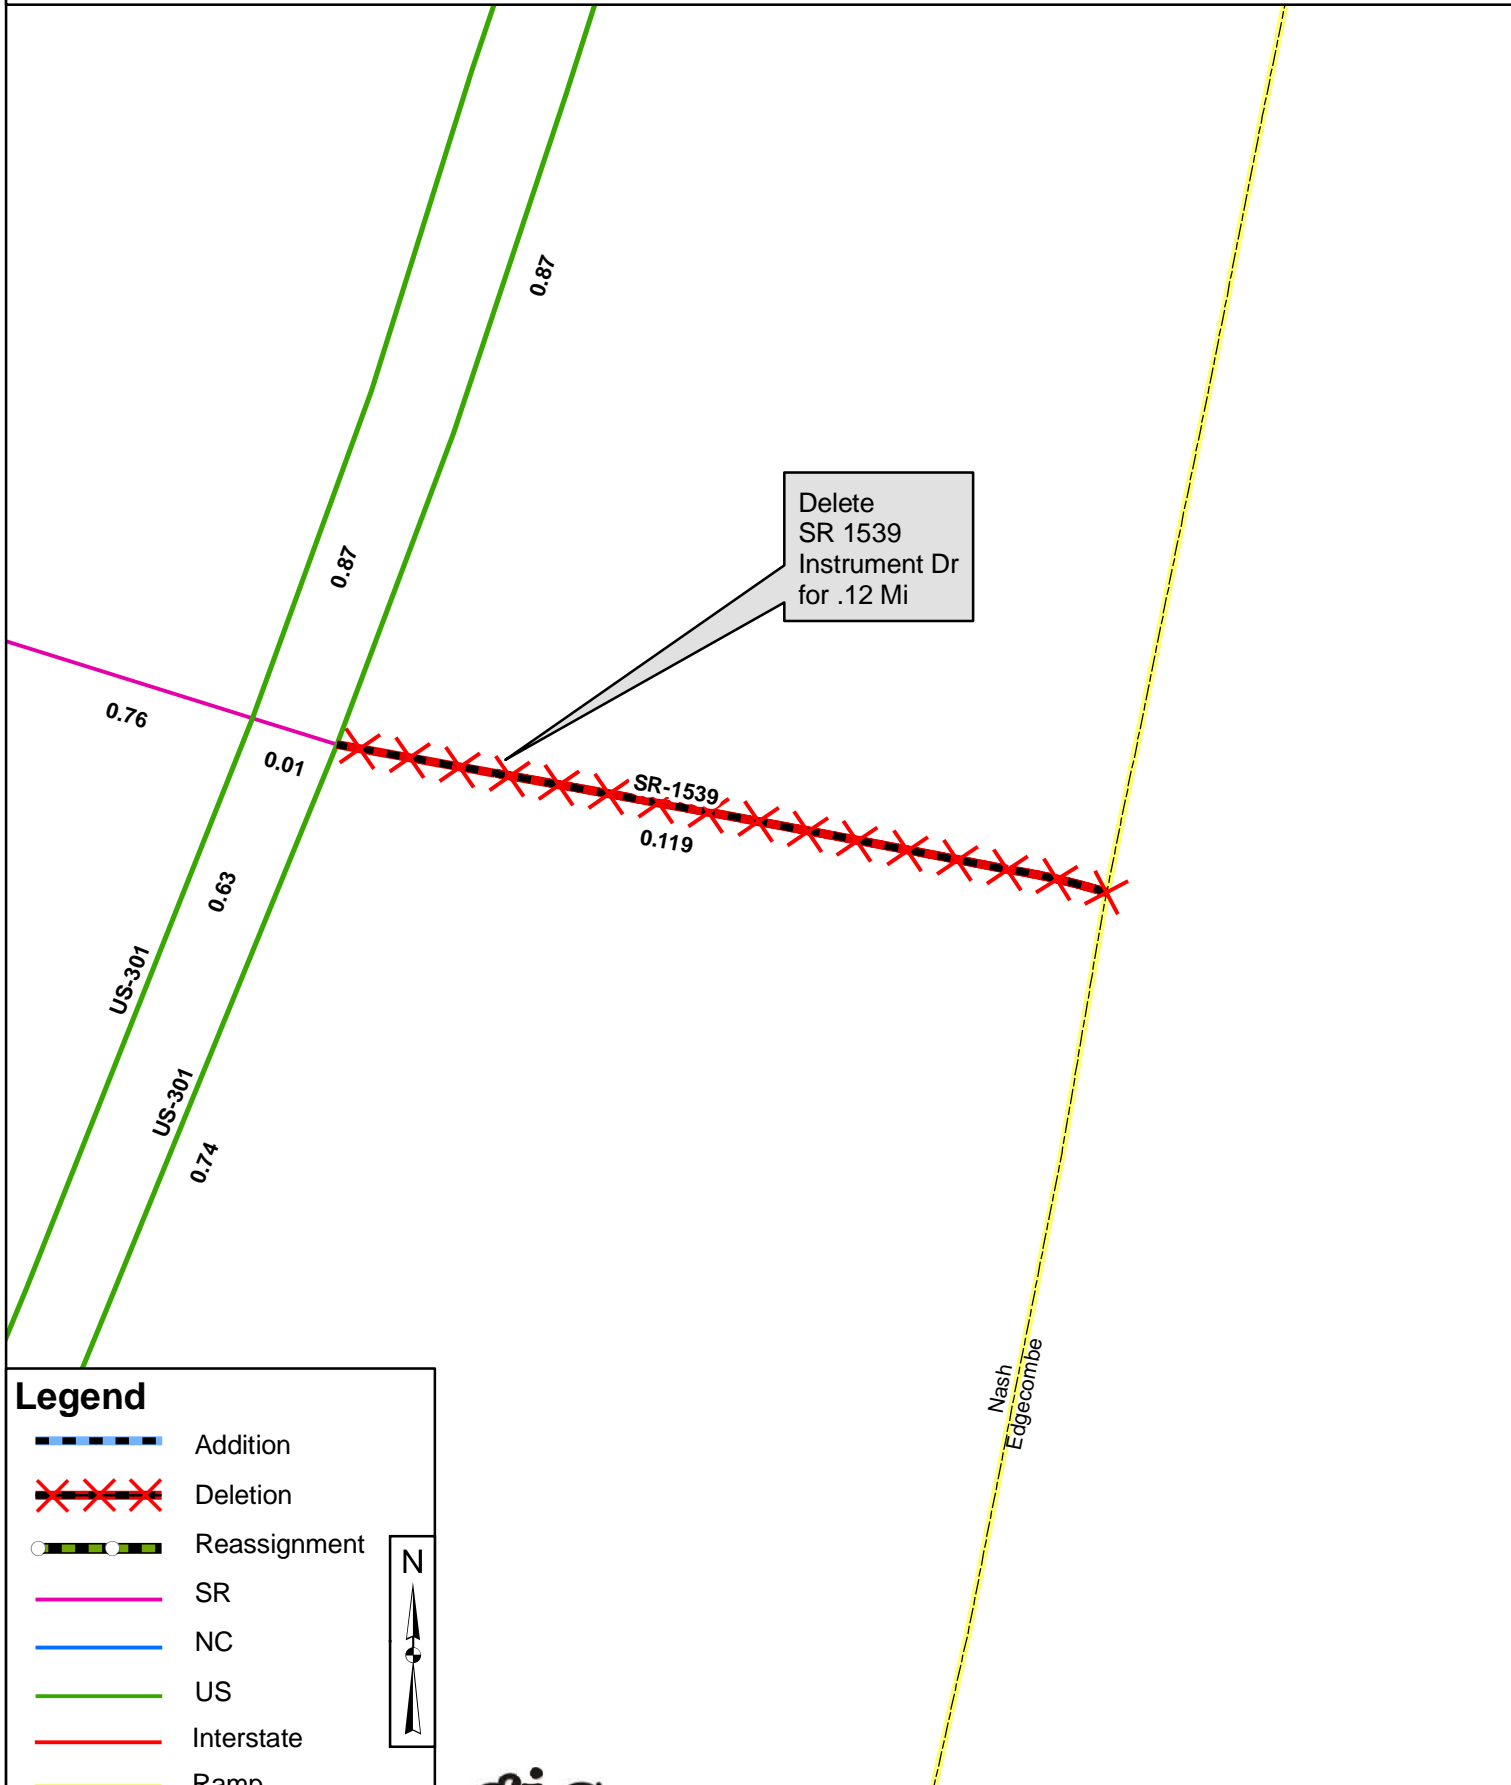 0.87
Delete
SR 1539
Instrument Dr
for .12 Mi
0.87
0.76
0.01
SR-1539
0.119
0.63
US-301
US-301
0.74
Nash
Edgecombe
Legend
Addition
Deletion
Reassignment
N
SR
NC
US
Interstate
Ramp